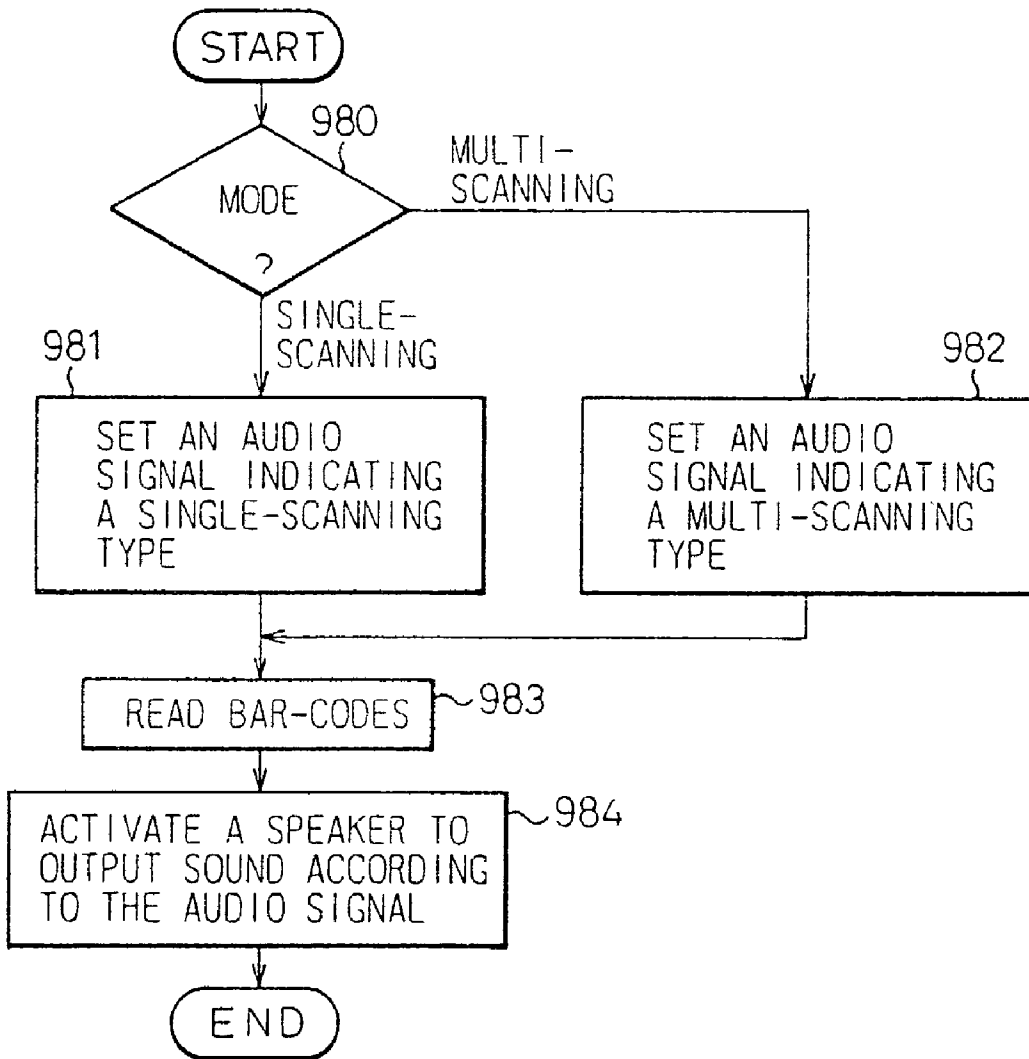 START
980
MODE
?
MULTI-
SCANNING
SINGLE-
SCANNING
981
SET AN AUDIO
SIGNAL INDICATING
A SINGLE-SCANNING
TYPE
982
SET AN AUDIO
SIGNAL INDICATING
A MULTI-SCANNING
TYPE
READ BAR-CODES
983
ACTIVATE A SPEAKER TO
OUTPUT SOUND ACCORDING
TO THE AUDIO SIGNAL
984
END